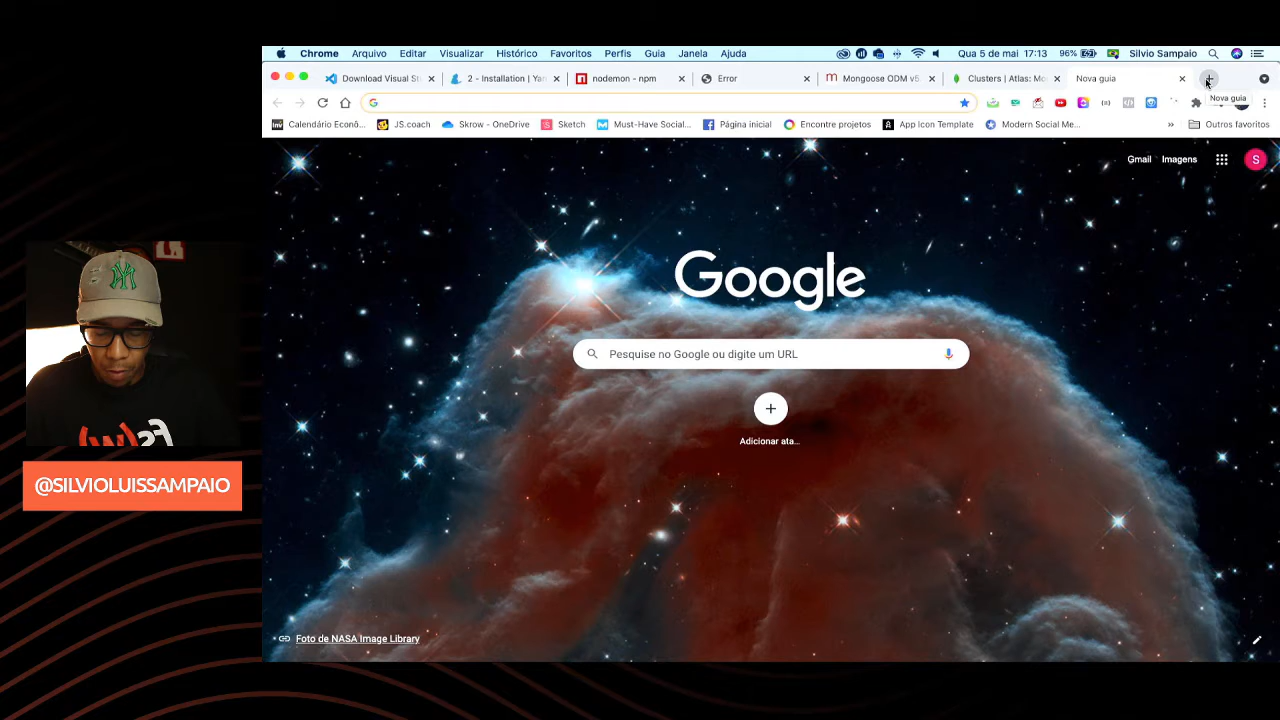 Chrome Arquivo Editar Visualizar Histórico Favoritos Perfis Guia Janela Ajuda Qua 5 de mai 17:13 96% Silvio Sampaio
Download Visual St 2 - Installation | Yan nodemon - npm Error Mongoose ODM v5. Clusters | Atlas: Mo Nova guia
Nova guia
Calendário Econô... JS.coach Skrow - OneDrive Sketch Must-Have Social... Página inicial Encontre projetos App Icon Template Modern Social Me... » Outros favoritos
Gmail Imagens S
Google
Pesquise no Google ou digite um URL
Adicionar ata...
@SILVIOLUISSAMPAIO
Foto de NASA Image Library